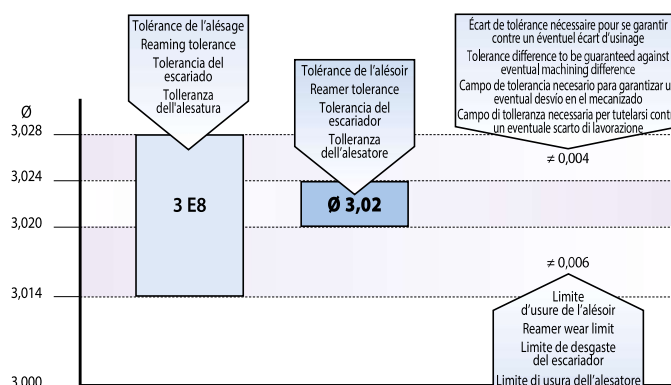 Tolérance de l'alésage
Reaming tolerance
Tolerancia del
escariado
Tolleranza
dell'alesatura
Tolérance de l'alésoir
Reamer tolerance
Tolerancia del
escariador
Tolleranza
dell'alesatore
Écart de tolérance nécessaire pour se garantir
contre un éventuel écart d'usinage
Tolerance difference to be guaranteed against
eventual machining difference
Campo de tolerancia necesario para garantizar u
eventual desvío en el mecanizado
Campo di tolleranza necessaria per tutelarsi cont
un eventuale scarto di lavorazione
Ø
3,028
3,024
3,020
3,014
3,000
3 E8
Ø 3,02
≠ 0,004
≠ 0,006
Limite
d'usure de l'alésoir
Reamer wear limit
Limite de desgaste
del escariador
Limite di usura dell'alesatore